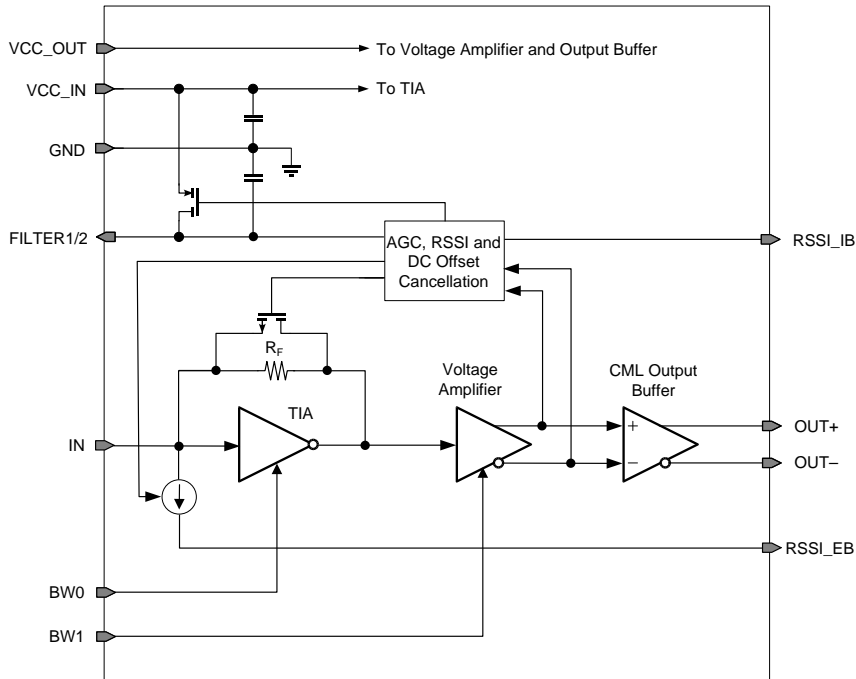 VCC_OUT
To Voltage Amplifier and Output Buffer
VCC_IN
To TIA
GND
FILTER1/2
AGC, RSSI and
DC Offset
Cancellation
RSSI_IB
RF
TIA
Voltage
Amplifier
CML Output
Buffer
IN
+
−
OUT+
OUT–
RSSI_EB
BW0
BW1